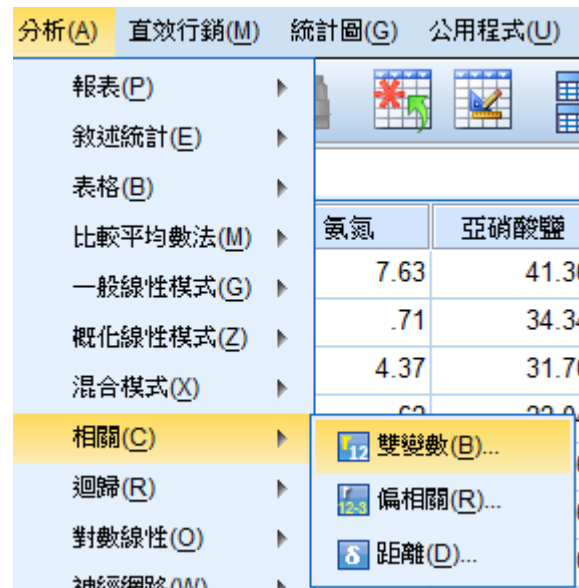 分析(A) 直效行銷(M) 統計圖(G) 公用程式(U)
報表(P)
敘述統計(E)
表格(B)
比較平均數法(M)
一般線性模式(G)
概化線性模式(Z)
混合模式(X)
相關(C)
迴歸(R)
對數線性(O)
神經網路(W)
氨氮 亞硝酸鹽
7.63 41.30
.71 34.34
4.37 31.70
雙變數(B)...
偏相關(R)...
距離(D)...